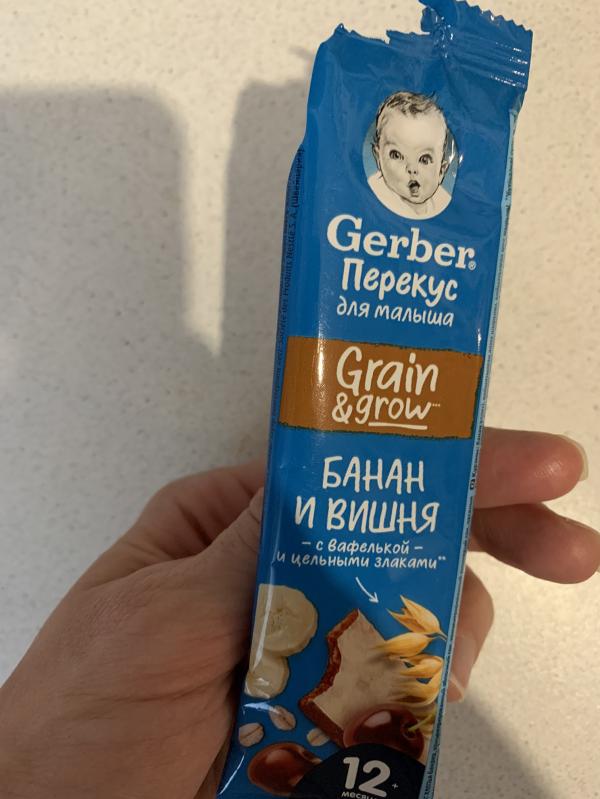 Gerber®
Перекус
для малыша
Grain
&grow
БАНАН
И ВИШНЯ
– с вафелькой –
и цельными злаками**
12+